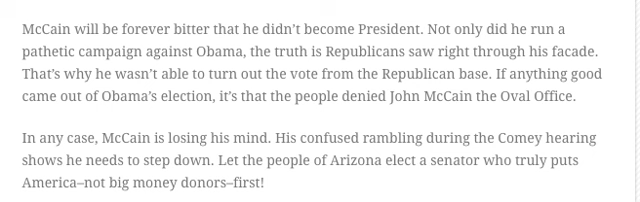 McCain will be forever bitter that he didn’t become President. Not only did he run a
pathetic campaign against Obama, the truth is Republicans saw right through his facade.
That’s why he wasn’t able to turn out the vote from the Republican base. If anything good
came out of Obama’s election, it’s that the people denied John McCain the Oval Office.
In any case, McCain is losing his mind. His confused rambling during the Comey hearing
shows he needs to step down. Let the people of Arizona elect a senator who truly puts
America–not big money donors–first!